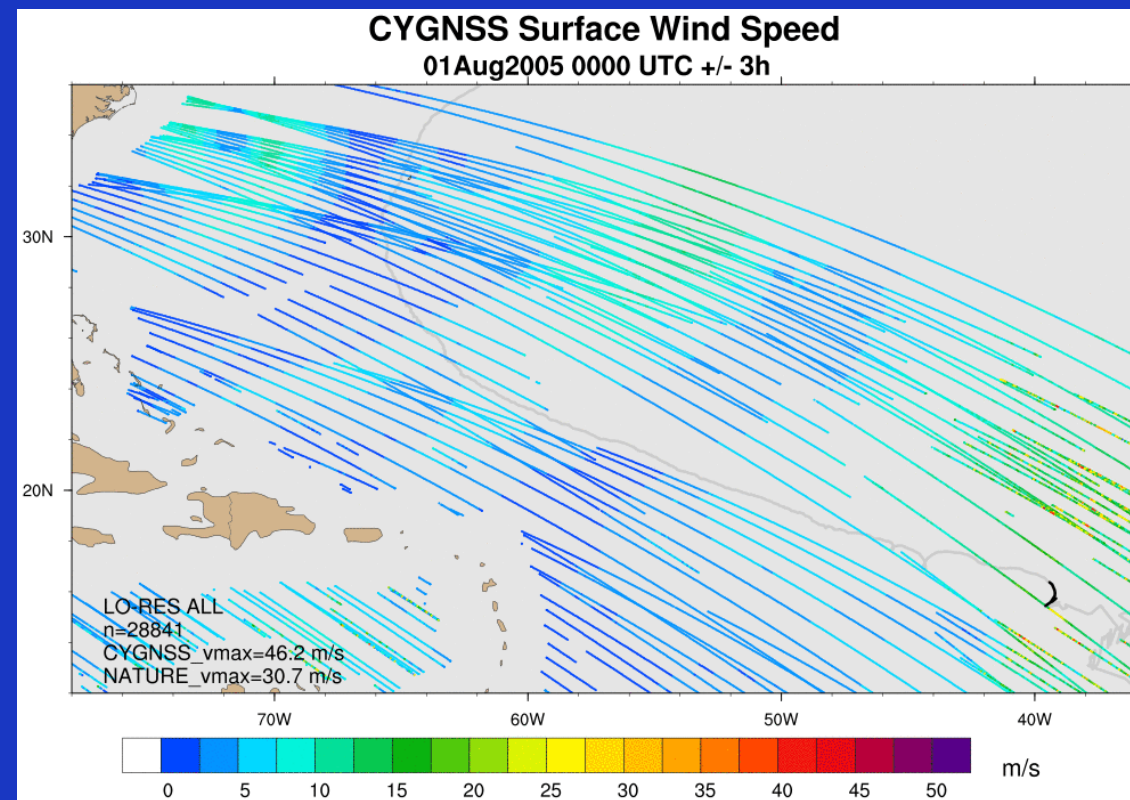 CYGNSS Surface Wind Speed
01Aug2005 0000 UTC +/- 3h
30N
20N
LO-RES ALL
n=28841
CYGNSS_vmax=46.2 m/s
NATURE_vmax=30.7 m/s
70W 60W 50W 40W
0 5 10 15 20 25 30 35 40 45 50 m/s